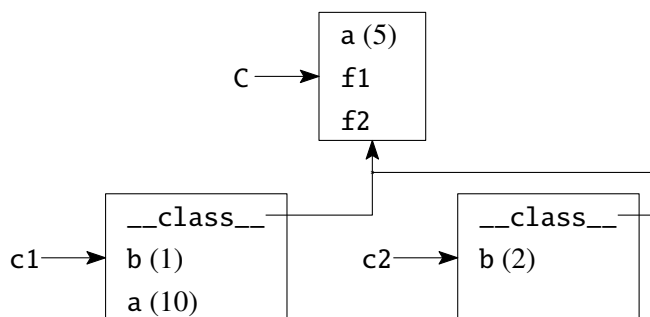 a (5)
C
f1
f2
__class__
c1
b (1)
a (10)
__class__
c2
b (2)